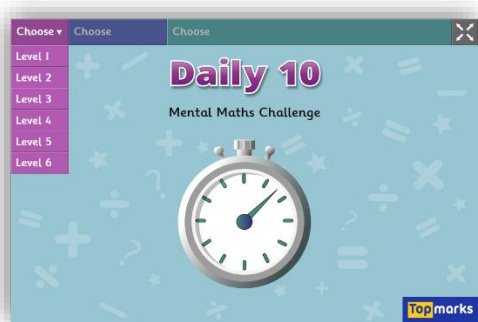 Choose ▾ Choose Choose
Level 1
Level 2
Level 3
Level 4
Level 5
Level 6
Daily 10
Mental Maths Challenge
Topmarks